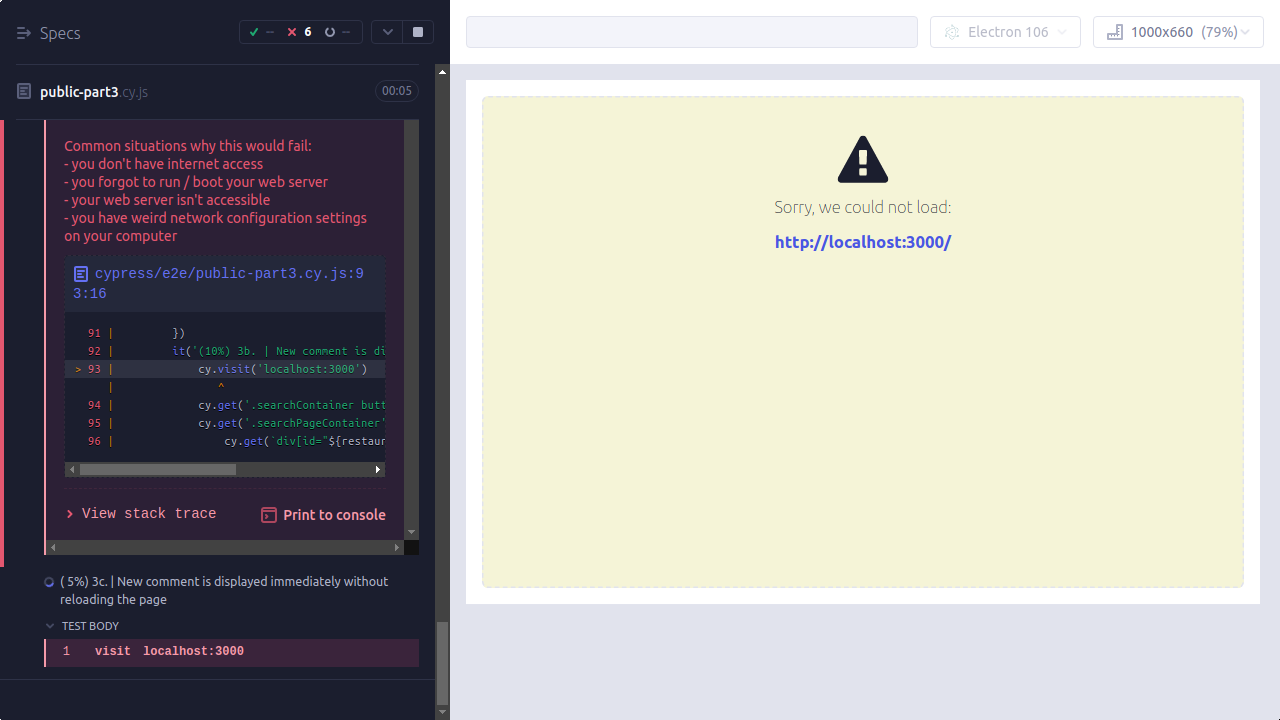 Specs
-- 6 --
public-part3.cy.js
00:05
Common situations why this would fail:
- you don't have internet access
- you forgot to run / boot your web server
- your web server isn't accessible
- you have weird network configuration settings
on your computer
cypress/e2e/public-part3.cy.js:9
3:16
91 | })
92 | it('(10%) 3b. | New comment is di
> 93 | cy.visit('localhost:3000')
| ^
94 | cy.get('.searchContainer butt
95 | cy.get('.searchPageContainer'
96 | cy.get(`div[id="${restaur
View stack trace
Print to console
( 5%) 3c. | New comment is displayed immediately without
reloading the page
TEST BODY
1 visit localhost:3000
Electron 106
1000x660 (79%)
Sorry, we could not load:
http://localhost:3000/